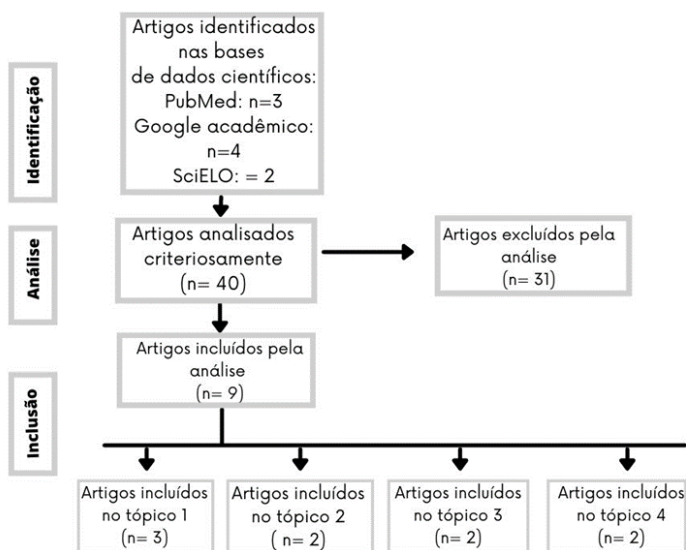 Identificação
Artigos identificados
nas bases
de dados científicos:
PubMed: n=3
Google acadêmico:
n=4
SciELO: = 2
Análise
Artigos analisados
criteriosamente
(n= 40)
Artigos excluídos pela
análise
(n= 31)
Inclusão
Artigos incluídos pela
análise
(n= 9)
Artigos incluídos
no tópico 1
(n= 3)
Artigos incluídos
no tópico 2
( n= 2)
Artigos incluídos
no tópico 3
(n= 2)
Artigos incluídos
no tópico 4
(n= 2)